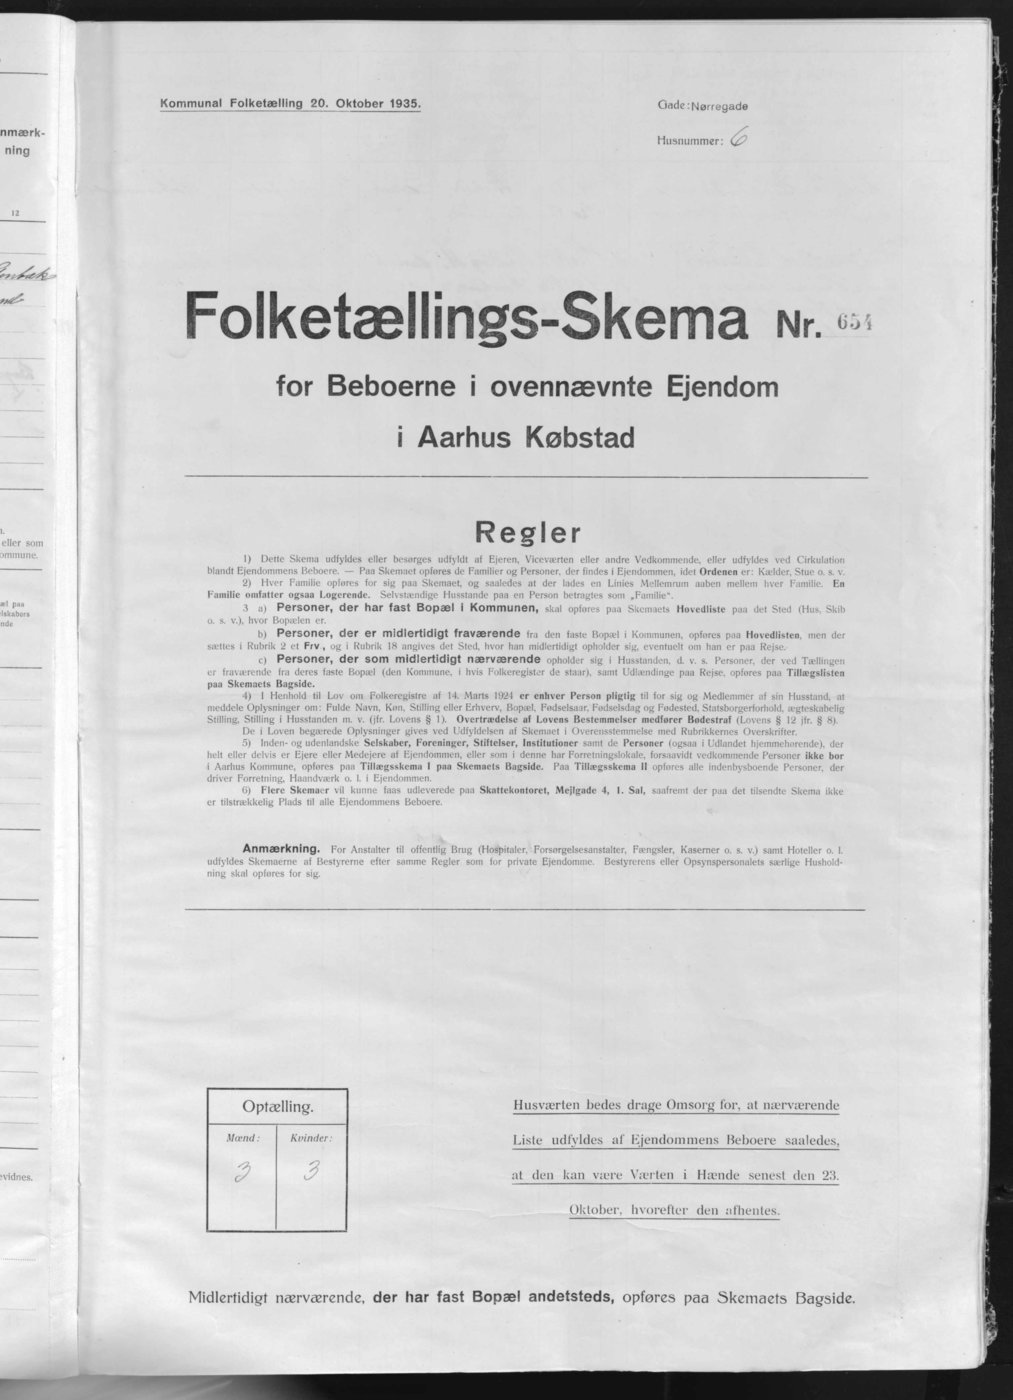 nmærk-
ning
12
nd
eller som
ommune.
æl paa
elskabers
nde
evidnes.
Kommunal Folketælling 20. Oktober 1935.
Gade: Nørregade
Husnummer: 6
Folketællings-Skema Nr. 654
for Beboerne i ovennævnte Ejendom
i Aarhus Købstad
Regler
1) Dette Skema udfyldes eller besørges udfyldt af Ejeren, Viceværten eller andre Vedkommende, eller udfyldes ved Cirkulation
blandt Ejendommens Beboere. — Paa Skemaet opføres de Familier og Personer, der findes i Ejendommen, idet Ordenen er: Kælder, Stue o. s. v.
2) Hver Familie opføres for sig paa Skemaet, og saaledes at der lades en Linies Mellemrum aaben mellem hver Familie. En
Familie omfatter ogsaa Logerende. Selvstændige Husstande paa en Person betragtes som „Familie“.
3 a) Personer, der har fast Bopæl i Kommunen, skal opføres paa Skemaets Hovedliste paa det Sted (Hus, Skib
o. s. v.), hvor Bopælen er.
b) Personer, der er midlertidigt fraværende fra den faste Bopæl i Kommunen, opføres paa Hovedlisten, men der
sættes i Rubrik 2 et Frv., og i Rubrik 18 angives det Sted, hvor han midlertidigt opholder sig, eventuelt om han er paa Rejse.
c) Personer, der som midlertidigt nærværende opholder sig i Husstanden, d. v. s. Personer, der ved Tællingen
er fraværende fra deres faste Bopæl (den Kommune, i hvis Folkeregister de staar), samt Udlændinge paa Rejse, opføres paa Tillægslisten
paa Skemaets Bagside.
4) I Henhold til Lov om Folkeregistre af 14. Marts 1924 er enhver Person pligtig til for sig og Medlemmer af sin Husstand, at
meddele Oplysninger om: Fulde Navn, Køn, Stilling eller Erhverv, Bopæl, Fødselsaar, Fødselsdag og Fødested, Statsborgerforhold, ægteskabelig
Stilling, Stilling i Husstanden m. v. (jfr. Lovens § 1). Overtrædelse af Lovens Bestemmelser medfører Bødestraf (Lovens § 12 jfr. § 8).
De i Loven begærede Oplysninger gives ved Udfyldelsen af Skemaet i Overensstemmelse med Rubrikkernes Overskrifter.
5) Inden- og udenlandske Selskaber, Foreninger, Stiftelser, Institutioner samt de Personer (ogsaa i Udlandet hjemmehørende), der
helt eller delvis er Ejere eller Medejere af Ejendommen, eller som i denne har Forretningslokale, forsaavidt vedkommende Personer ikke bor
i Aarhus Kommune, opføres paa Tillægsskema I paa Skemaets Bagside. Paa Tillægsskema II opføres alle indenbysboende Personer, der
driver Forretning, Haandværk o. l. i Ejendommen.
6) Flere Skemaer vil kunne faas udleverede paa Skattekontoret, Mejlgade 4, 1. Sal, saafremt der paa det tilsendte Skema ikke
er tilstrækkelig Plads til alle Ejendommens Beboere.
Anmærkning. For Anstalter til offentlig Brug (Hospitaler, Forsørgelsesanstalter, Fængsler, Kaserner o. s. v.) samt Hoteller o. l.
udfyldes Skemaerne af Bestyrerne efter samme Regler som for private Ejendomme. Bestyrerens eller Opsynspersonalets særlige Hushold-
ning skal opføres for sig.
Optælling.
Mænd: Kvinder:
3 3
Husværten bedes drage Omsorg for, at nærværende
Liste udfyldes af Ejendommens Beboere saaledes,
at den kan være Værten i Hænde senest den 23.
Oktober, hvorefter den afhentes.
Midlertidigt nærværende, der har fast Bopæl andetsteds, opføres paa Skemaets Bagside.